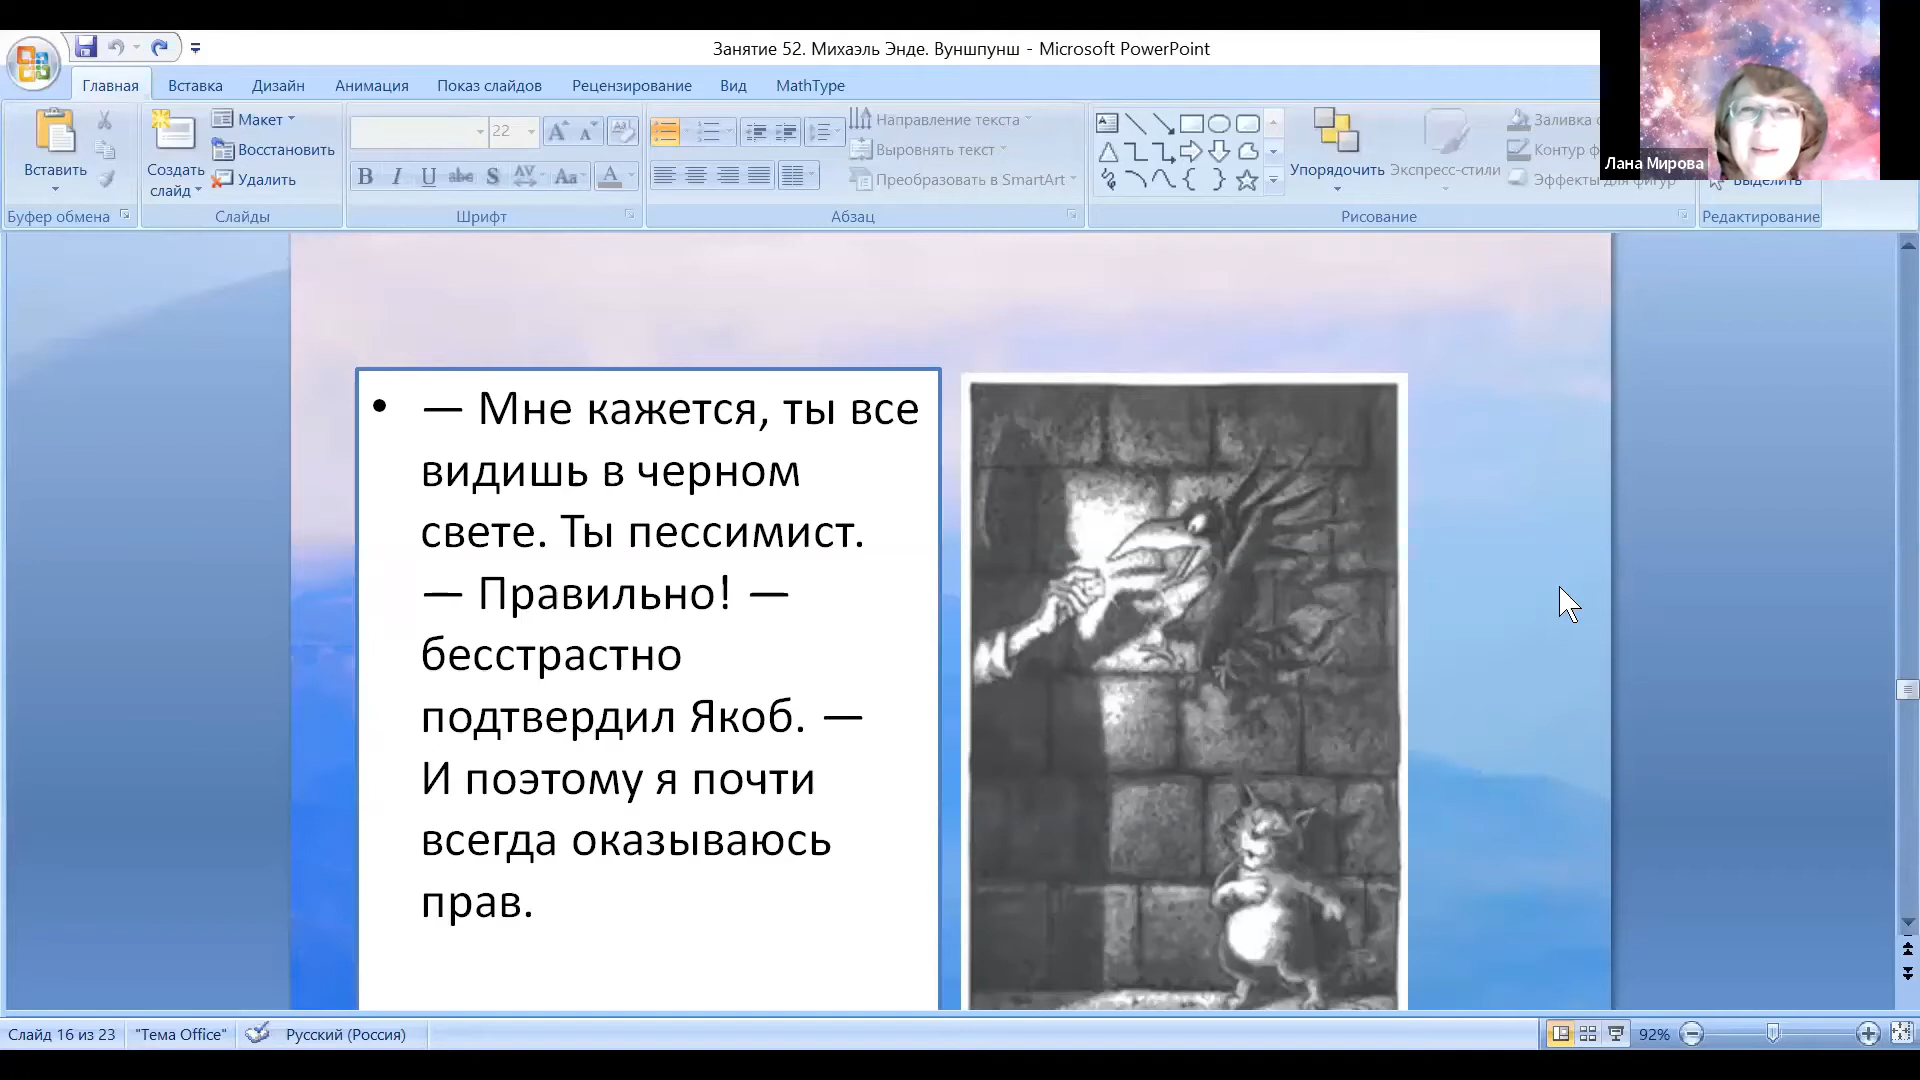 Занятие 52. Михаэль Энде. Вуншпунш - Microsoft PowerPoint
Главная Вставка Дизайн Анимация Показ слайдов Рецензирование Вид MathType
Вставить
Буфер обмена
Создать слайд
Макет
Восстановить
Удалить
Слайды
22
Шрифт
Направление текста
Выровнять текст
Преобразовать в SmartArt
Абзац
Упорядочить
Экспресс-стили
Заливка
Контур
Эффекты для фигур
Рисование
Выделить
Редактирование
Лана Мирова
• — Мне кажется, ты все
видишь в черном
свете. Ты пессимист.
— Правильно! —
бесстрастно
подтвердил Якоб. —
И поэтому я почти
всегда оказываюсь
прав.
Слайд 16 из 23 "Тема Office" Русский (Россия) 92%